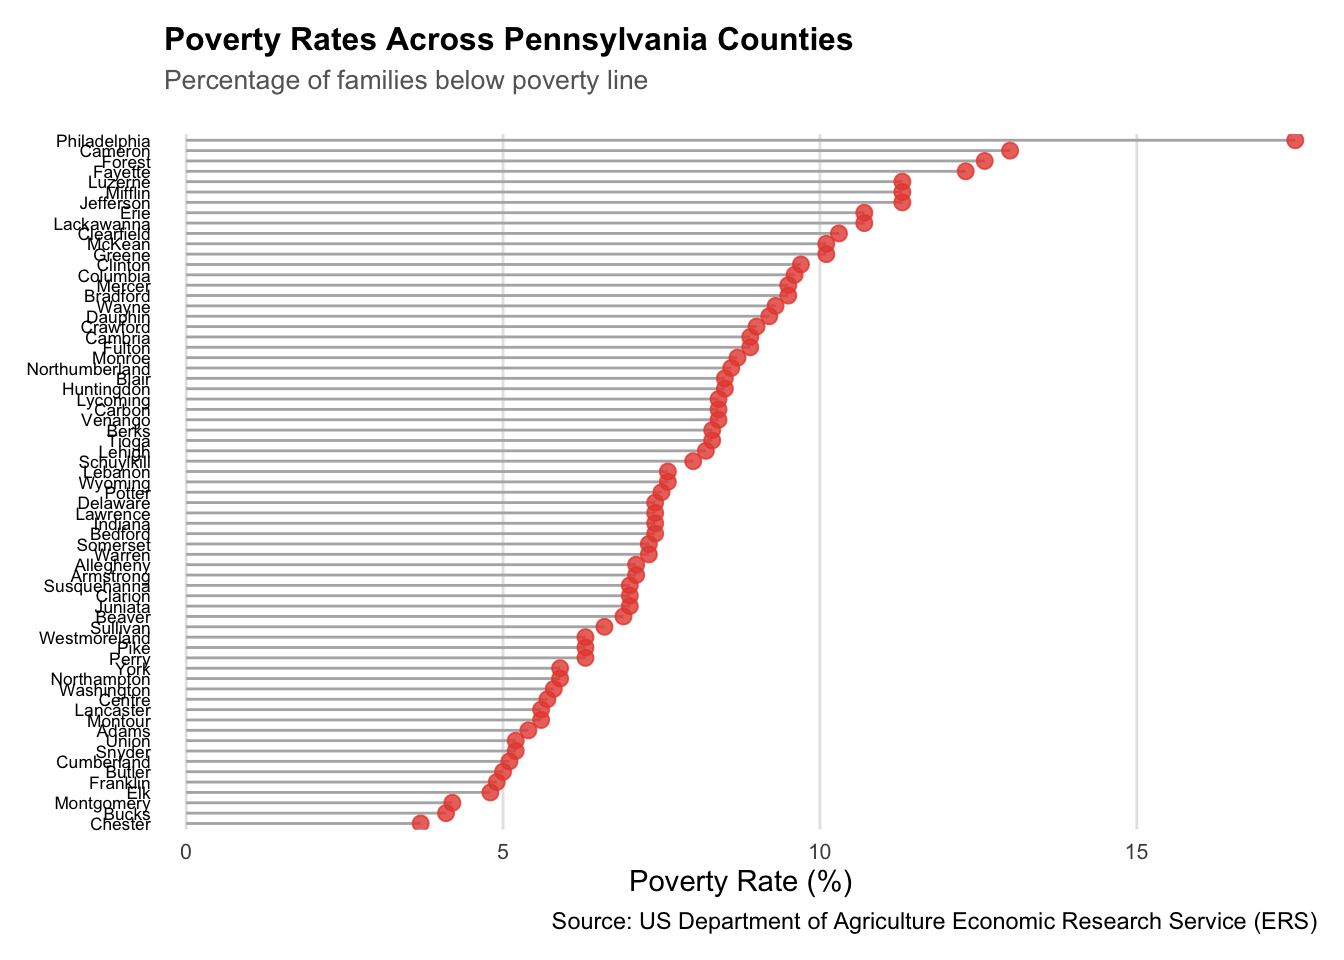 Poverty Rates Across Pennsylvania Counties
Percentage of families below poverty line
Philadelphia
Cameron
Forest
Fayette
Luzerne
Mifflin
Jefferson
Erie
Lackawanna
Clearfield
McKean
Greene
Clinton
Columbia
Mercer
Bradford
Wayne
Dauphin
Crawford
Cambria
Fulton
Monroe
Northumberland
Blair
Huntingdon
Lycoming
Carbon
Venango
Berks
Tioga
Lehigh
Schuylkill
Lebanon
Wyoming
Potter
Delaware
Lawrence
Indiana
Bedford
Somerset
Warren
Allegheny
Armstrong
Susquehanna
Clarion
Juniata
Beaver
Sullivan
Westmoreland
Pike
Perry
York
Northampton
Washington
Centre
Lancaster
Montour
Adams
Union
Snyder
Cumberland
Butler
Franklin
Elk
Montgomery
Bucks
Chester
0 5 10 15
Poverty Rate (%)
Source: US Department of Agriculture Economic Research Service (ERS)